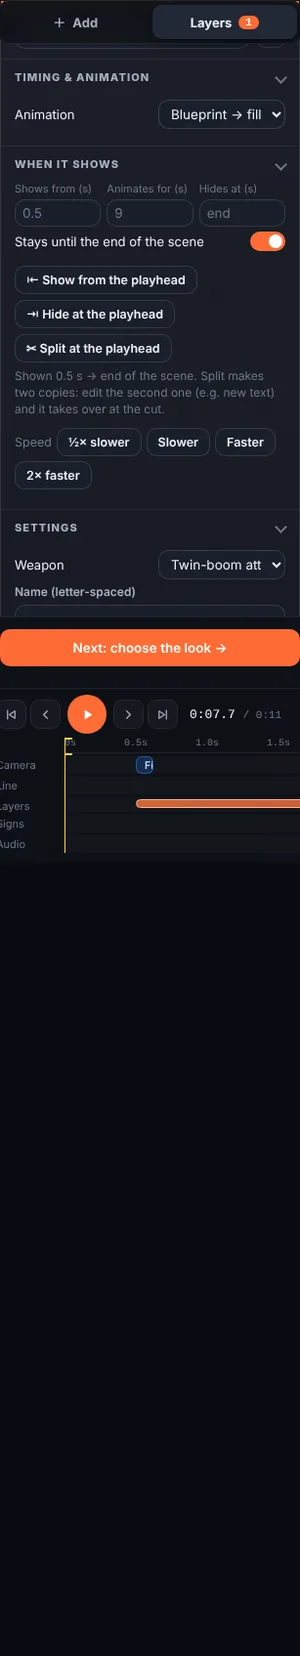 + Add
Layers 1
TIMING & ANIMATION
Animation
Blueprint → fill
WHEN IT SHOWS
Shows from (s) Animates for (s) Hides at (s)
0.5 9 end
Stays until the end of the scene
⇤ Show from the playhead
⇥ Hide at the playhead
✂ Split at the playhead
Shown 0.5 s → end of the scene. Split makes
two copies: edit the second one (e.g. new text)
and it takes over at the cut.
Speed ½× slower Slower Faster
2× faster
SETTINGS
Weapon
Twin-boom att
Name (letter-spaced)
Next: choose the look →
0:07.7 / 0:11
0s 0.5s 1.0s 1.5s
Camera
Fi
Line
Layers
Signs
Audio